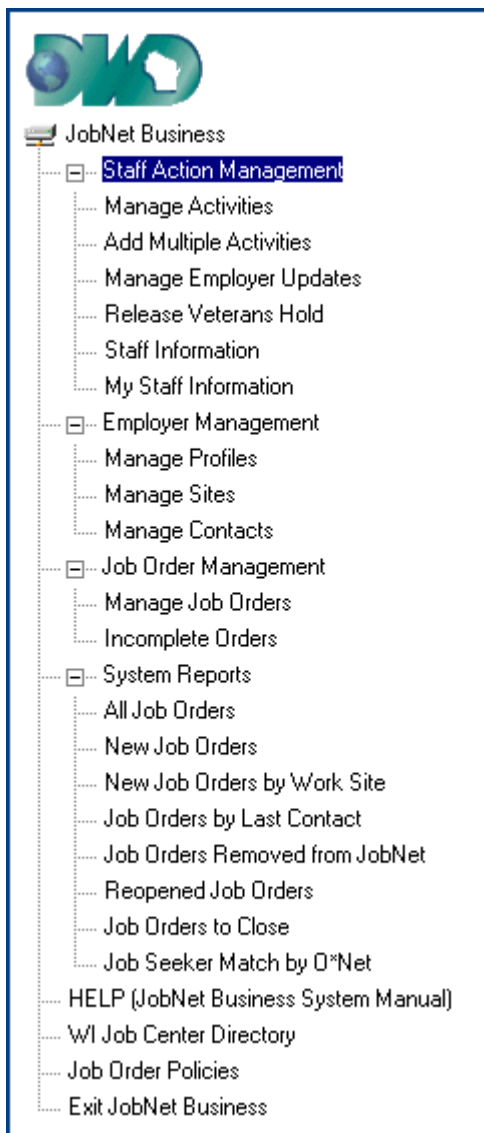 DWD
JobNet Business
Staff Action Management
Manage Activities
Add Multiple Activities
Manage Employer Updates
Release Veterans Hold
Staff Information
My Staff Information
Employer Management
Manage Profiles
Manage Sites
Manage Contacts
Job Order Management
Manage Job Orders
Incomplete Orders
System Reports
All Job Orders
New Job Orders
New Job Orders by Work Site
Job Orders by Last Contact
Job Orders Removed from JobNet
Reopened Job Orders
Job Orders to Close
Job Seeker Match by O*Net
HELP (JobNet Business System Manual)
WI Job Center Directory
Job Order Policies
Exit JobNet Business